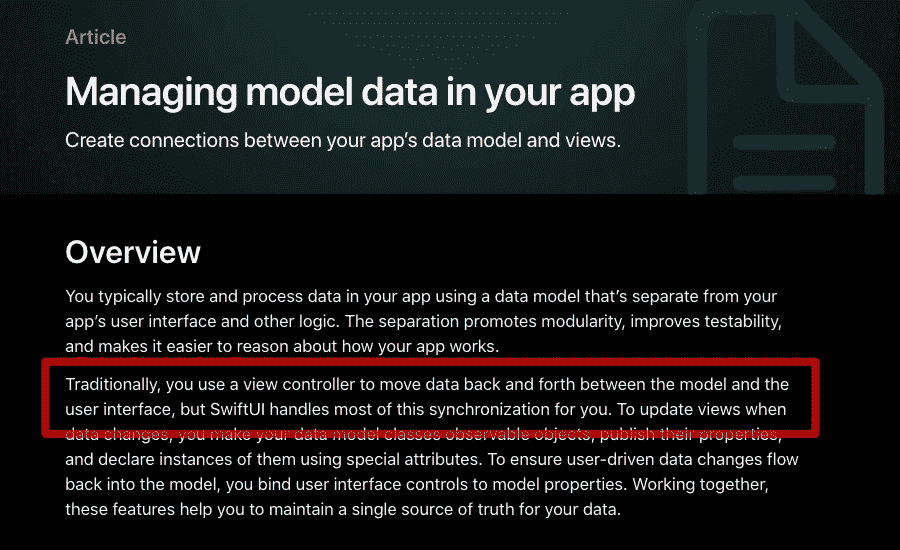 Article
Managing model data in your app
Create connections between your app's data model and views.
Overview
You typically store and process data in your app using a data model that's separate from your
app's user interface and other logic. The separation promotes modularity, improves testability,
and makes it easier to reason about how your app works.
Traditionally, you use a view controller to move data back and forth between the model and the
user interface, but SwiftUI handles most of this synchronization for you. To update views when
data changes, you make your data model classes observable objects, publish their properties,
and declare instances of them using special attributes. To ensure user-driven data changes flow
back into the model, you bind user interface controls to model properties. Working together,
these features help you to maintain a single source of truth for your data.